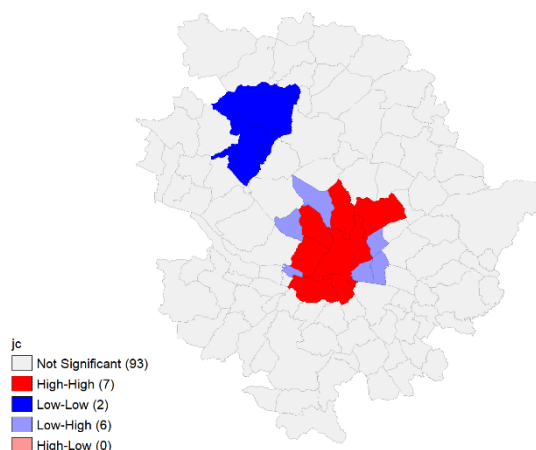 jc
Not Significant (93)
High-High (7)
Low-Low (2)
Low-High (6)
High-Low (0)